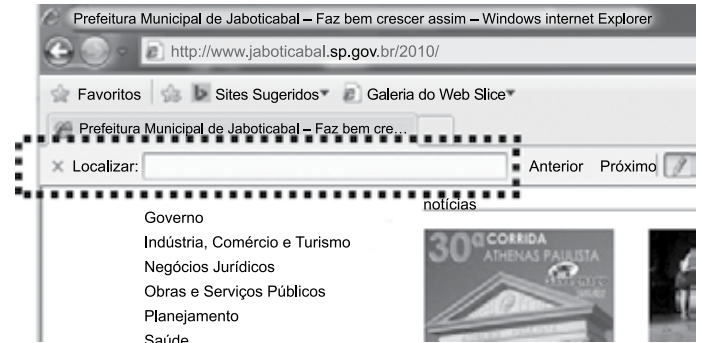 Prefeitura Municipal de Jaboticabal – Faz bem crescer assim – Windows internet Explorer
http://www.jaboticabal.sp.gov.br/2010/
Favoritos Sites Sugeridos Galeria do Web Slice
Prefeitura Municipal de Jaboticabal – Faz bem cre...
× Localizar: Anterior Próximo
notícias
Governo
Indústria, Comércio e Turismo
Negócios Jurídicos
Obras e Serviços Públicos
Planejamento
Saúde
30ª CORRIDA
ATHENAS PAULISTA